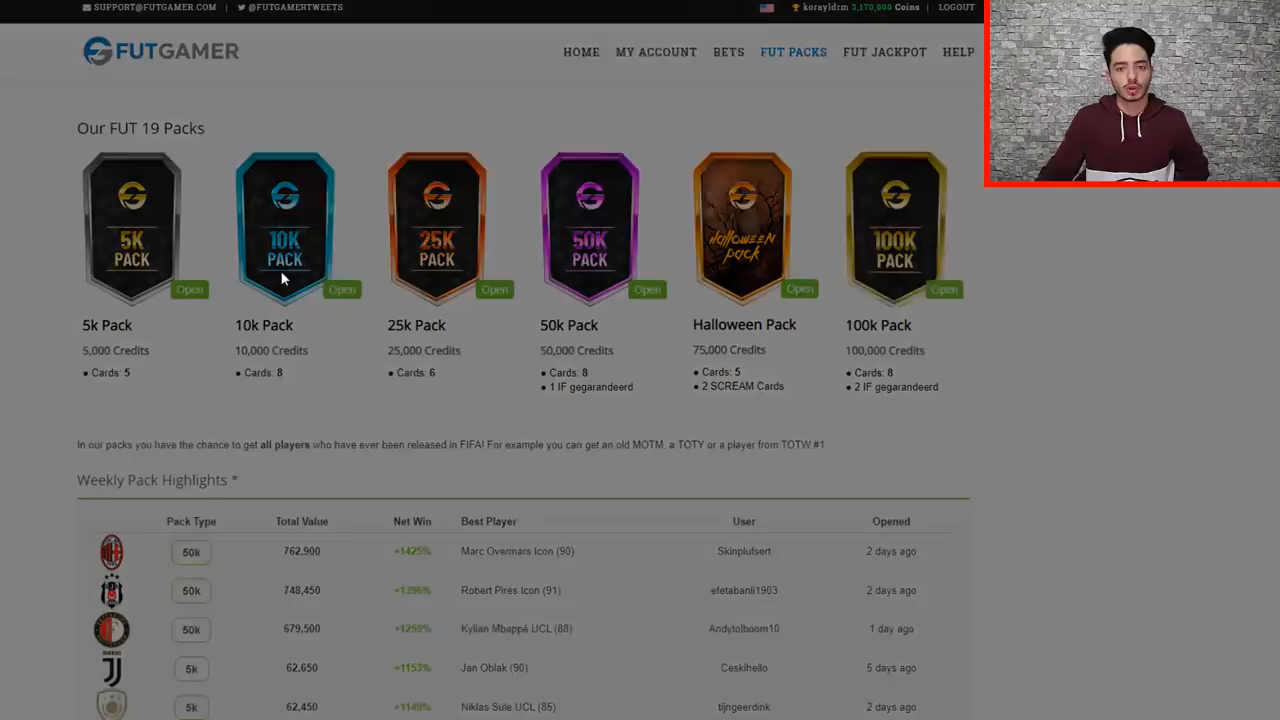 SUPPORT@FUTGAMER.COM | @FUTGAMERTWEETS
korayldrm 3,170,000 Coins | LOGOUT
FUTGAMER
HOME MY ACCOUNT BETS FUT PACKS FUT JACKPOT HELP
Our FUT 19 Packs
5K PACK
10K PACK
25K PACK
50K PACK
Halloween pack
100K PACK
Open Open Open Open Open Open
5k Pack 10k Pack 25k Pack 50k Pack Halloween Pack 100k Pack
5,000 Credits 10,000 Credits 25,000 Credits 50,000 Credits 75,000 Credits 100,000 Credits
• Cards: 5 • Cards: 8 • Cards: 6 • Cards: 8 • Cards: 5 • Cards: 8
• 1 IF gegarandeerd • 2 SCREAM Cards • 2 IF gegarandeerd
In our packs you have the chance to get all players who have ever been released in FIFA! For example you can get an old MOTM, a TOTY or a player from TOTW #1
Weekly Pack Highlights *
Pack Type Total Value Net Win Best Player User Opened
50k 762,900 +1425% Marc Overmars Icon (90) Skinplufsert 2 days ago
50k 748,450 +1396% Robert Pires Icon (91) efetabanli1903 2 days ago
50k 679,500 +1259% Kylian Mbappé UCL (88) Andytolboom10 1 day ago
5k 62,650 +1153% Jan Oblak (90) Ceskihello 5 days ago
5k 62,450 +1149% Niklas Sule UCL (85) tijngeerdink 2 days ago